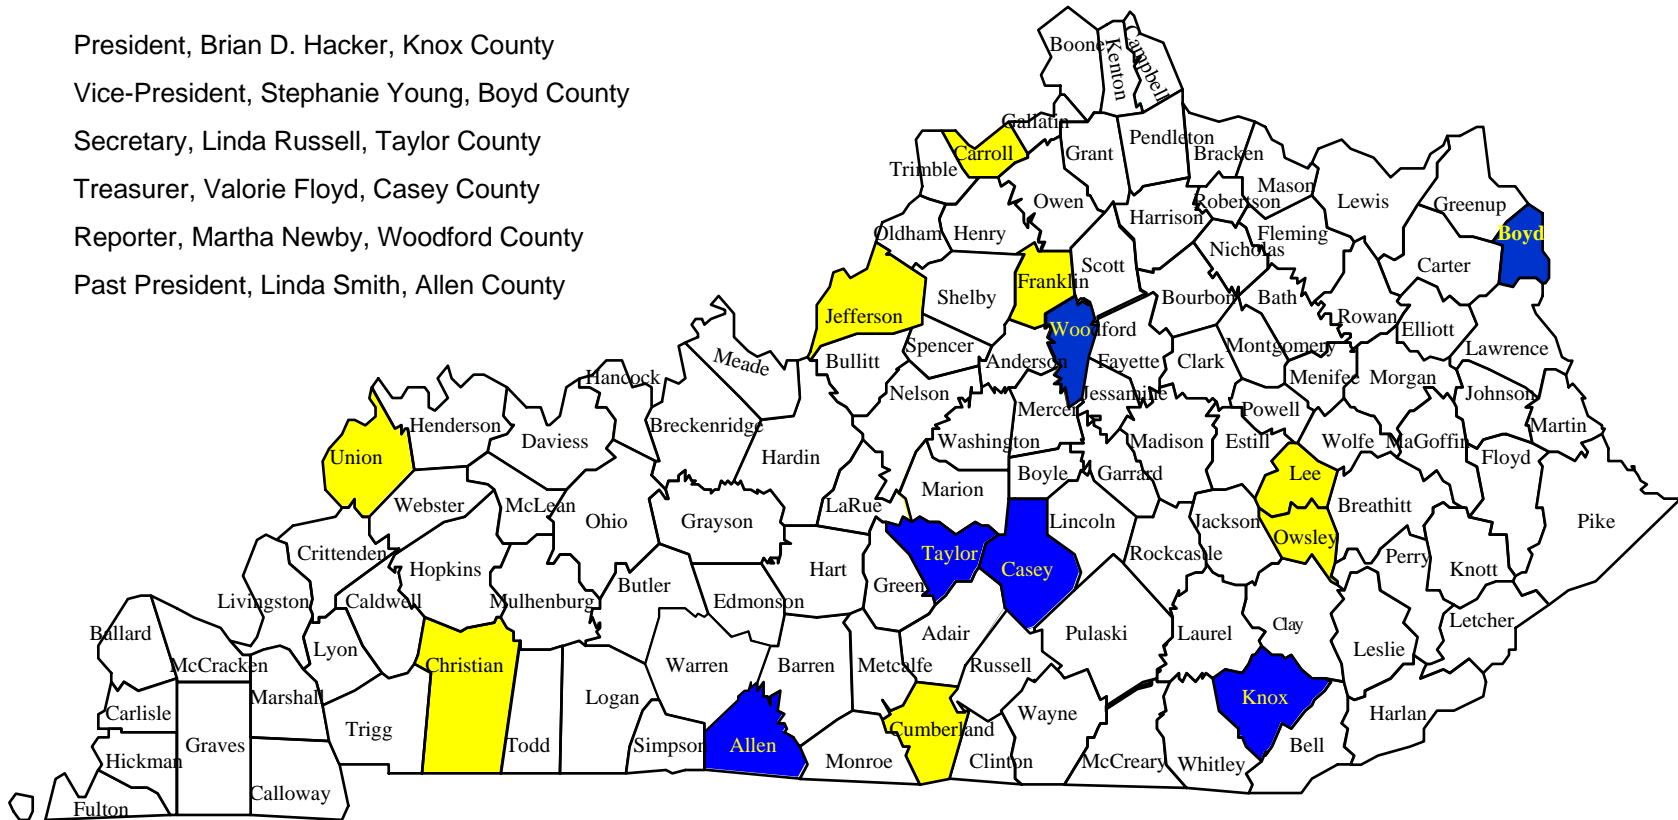 President, Brian D. Hacker, Knox County
Vice-President, Stephanie Young, Boyd County
Secretary, Linda Russell, Taylor County
Treasurer, Valorie Floyd, Casey County
Reporter, Martha Newby, Woodford County
Past President, Linda Smith, Allen County
Boone
Kenton
Campbell
Gallatin
Carroll
Grant
Pendleton
Bracken
Trimble
Mason
Owen
Robertson
Lewis
Greenup
Harrison
Oldham
Henry
Fleming
Boyd
Nicholas
Scott
Carter
Franklin
Shelby
Bourbon
Bath
Jefferson
Rowan
Elliott
Woodford
Spencer
Montgomery
Lawrence
Meade
Bullitt
Anderson
Fayette
Clark
Menifee
Morgan
Hancock
Nelson
Jessamine
Johnson
Mercer
Powell
Henderson
Breckenridge
Martin
Daviess
Washington
Madison
Estill
Wolfe
MaGoffin
Union
Hardin
Floyd
Boyle
Garrard
Lee
Marion
Webster
McLean
LaRue
Breathitt
Ohio
Grayson
Lincoln
Jackson
Pike
Owsley
Crittenden
Taylor
Rockcastle
Perry
Hopkins
Hart
Casey
Knott
Butler
Green
Livingston
Caldwell
Mulhenburg
Edmonson
Letcher
Ballard
Adair
Pulaski
Laurel
Clay
Lyon
Leslie
McCracken
Christian
Warren
Barren
Metcalfe
Russell
Marshall
Logan
Knox
Carlisle
Wayne
Harlan
Trigg
Cumberland
Graves
Todd
Simpson
Allen
Bell
Hickman
Monroe
Clinton
McCreary
Whitley
Calloway
Fulton